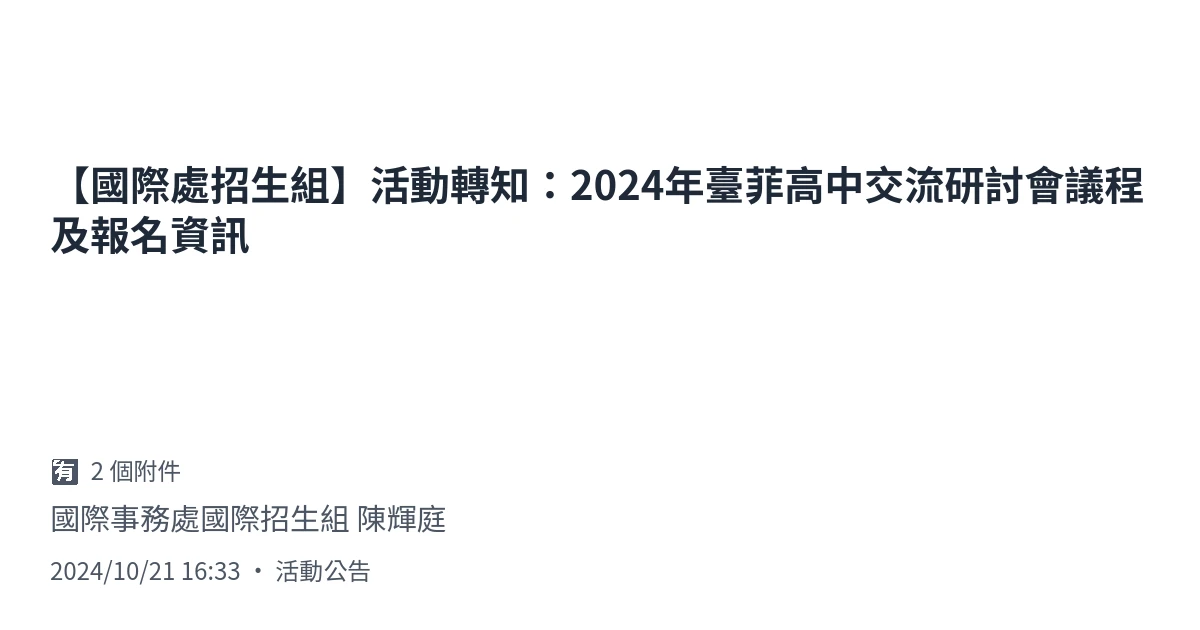 【國際處招生組】活動轉知：2024年臺菲高中交流研討會議程
及報名資訊
🈶 2 個附件
國際事務處國際招生組 陳輝庭
2024/10/21 16:33 • 活動公告